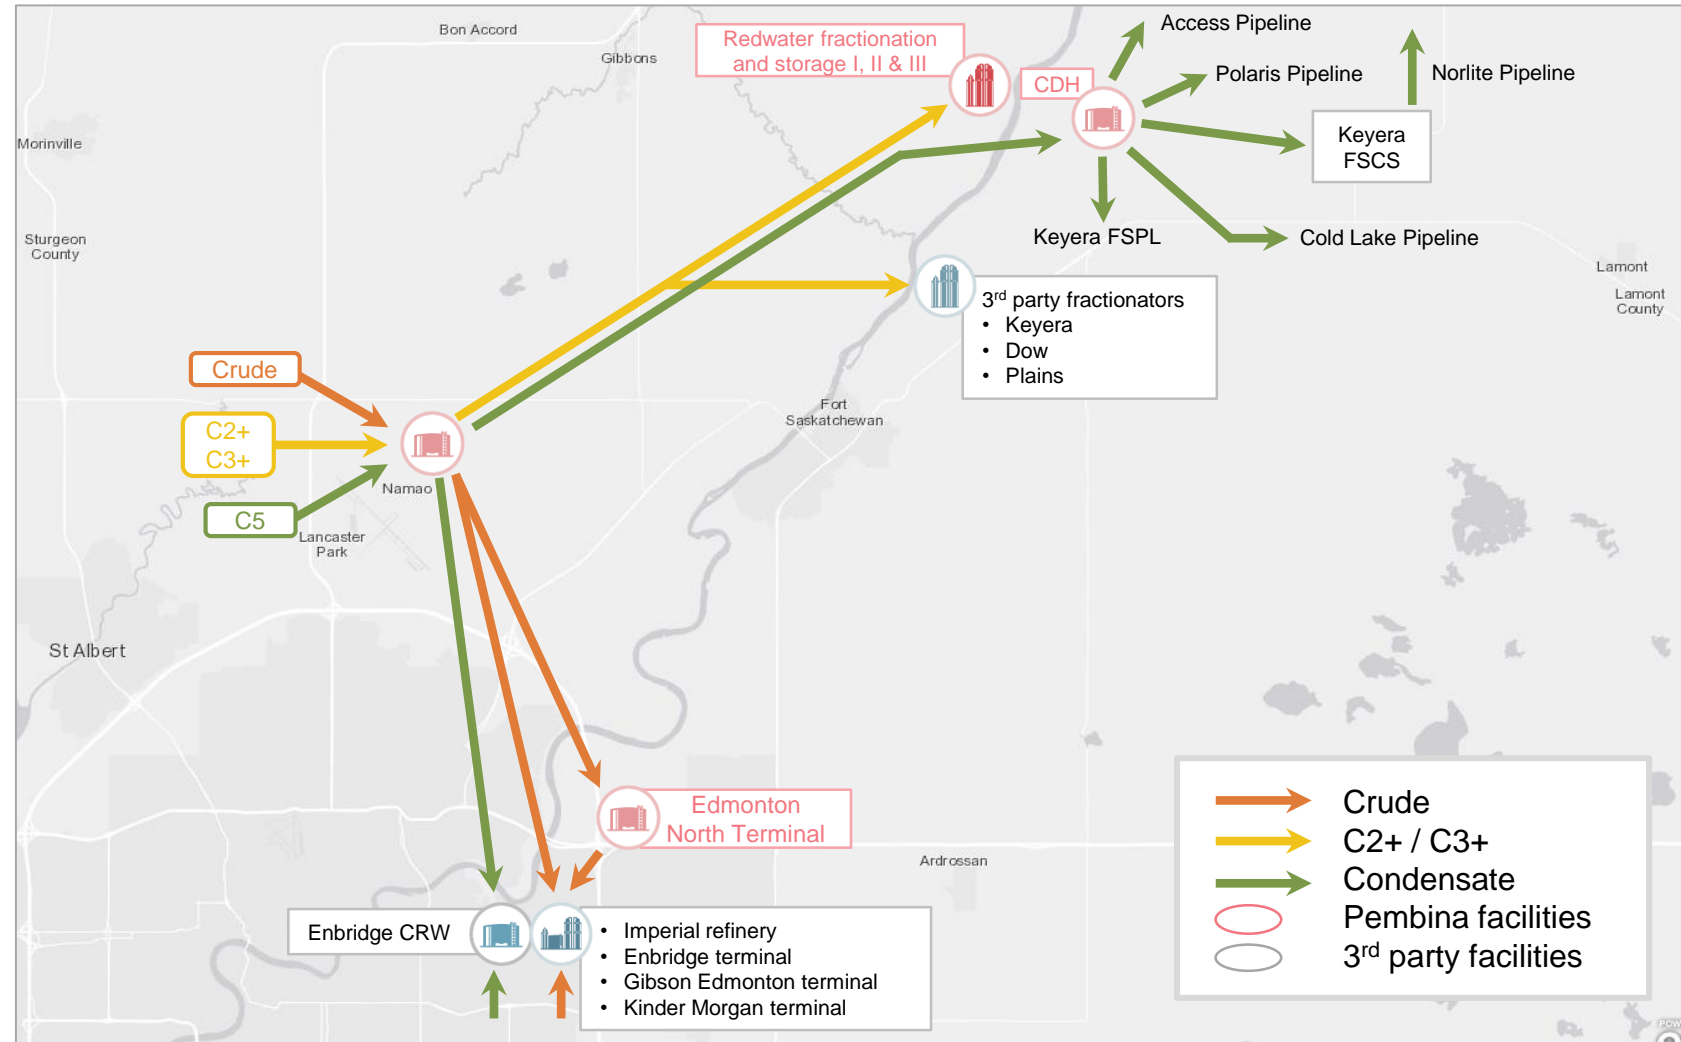 Bon Accord
Gibbons
Redwater fractionation
and storage I, II & III
CDH
Access Pipeline
Polaris Pipeline
Norlite Pipeline
Keyera
FSCS
Morinville
Sturgeon
County
Keyera FSPL
Cold Lake Pipeline
Lamont
Lamont
County
3rd party fractionators
• Keyera
• Dow
• Plains
Crude
C2+
C3+
C5
Fort
Saskatchewan
Namao
Lancaster
Park
St Albert
Edmonton
North Terminal
Ardrossan
Enbridge CRW
• Imperial refinery
• Enbridge terminal
• Gibson Edmonton terminal
• Kinder Morgan terminal
Crude
C2+ / C3+
Condensate
Pembina facilities
3rd party facilities
POW